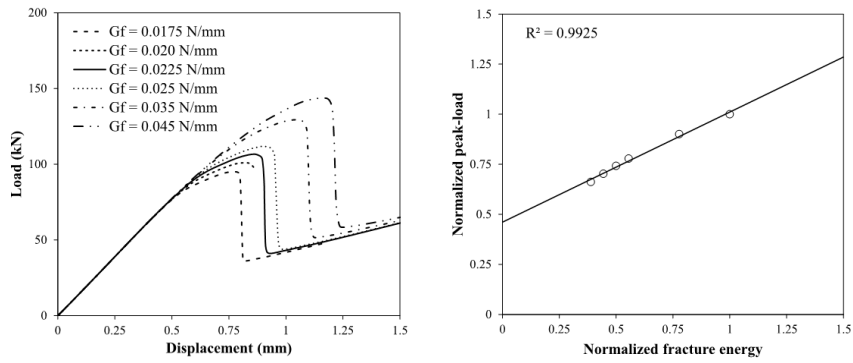 200
150
100
50
0
Load (kN)
Gf = 0.0175 N/mm
Gf = 0.020 N/mm
Gf = 0.0225 N/mm
Gf = 0.025 N/mm
Gf = 0.035 N/mm
Gf = 0.045 N/mm
0 0.25 0.5 0.75 1 1.25 1.5
Displacement (mm)
1.5
1.25
1
0.75
0.5
0.25
0
Normalized peak-load
R² = 0.9925
0 0.25 0.5 0.75 1 1.25 1.5
Normalized fracture energy